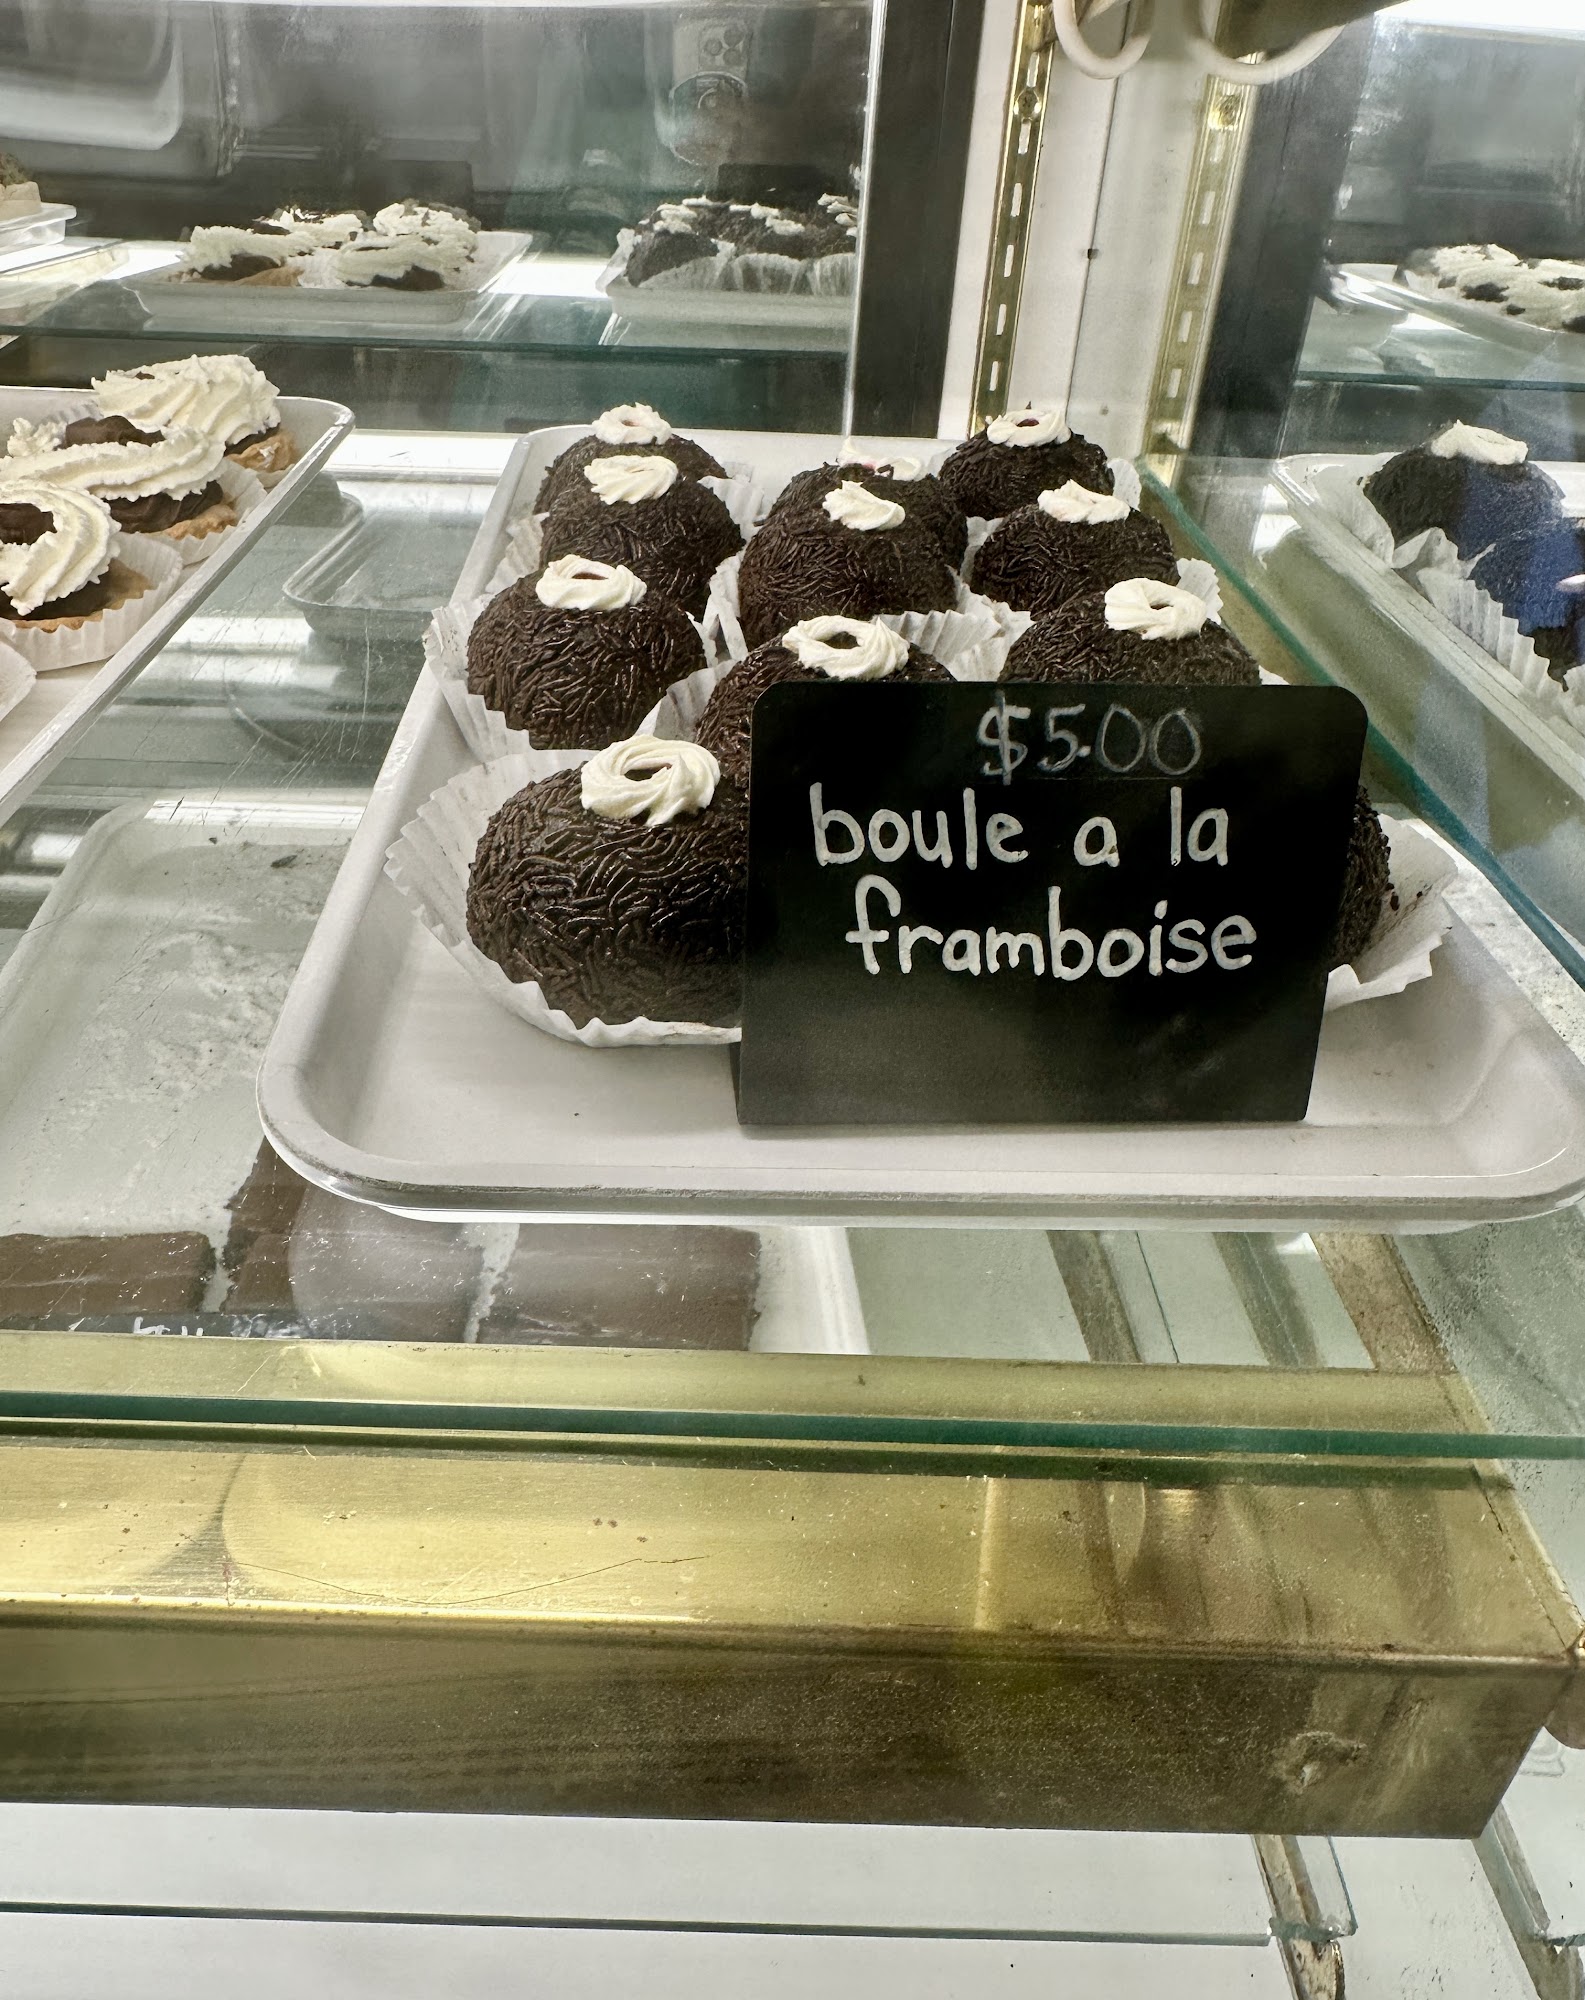 $5.00
boule a la
framboise